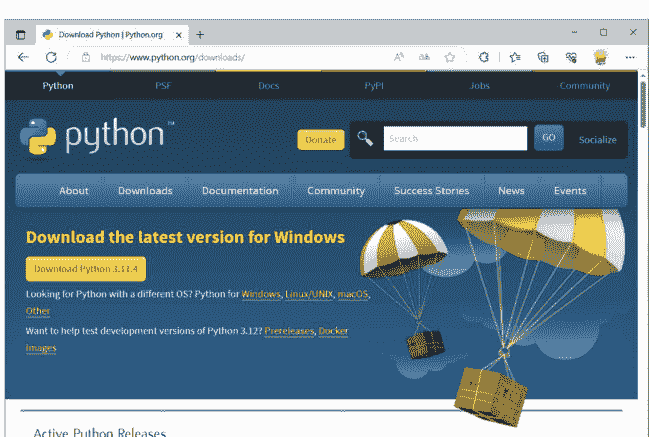 Download Python | Python.org
https://www.python.org/downloads/
Python PSF Docs PyPI Jobs Community
python™
Donate Search GO Socialize
About Downloads Documentation Community Success Stories News Events
Download the latest version for Windows
Download Python 3.11.4
Looking for Python with a different OS? Python for Windows, Linux/UNIX, macOS,
Other
Want to help test development versions of Python 3.12? Prereleases, Docker
Images
Active Python Releases